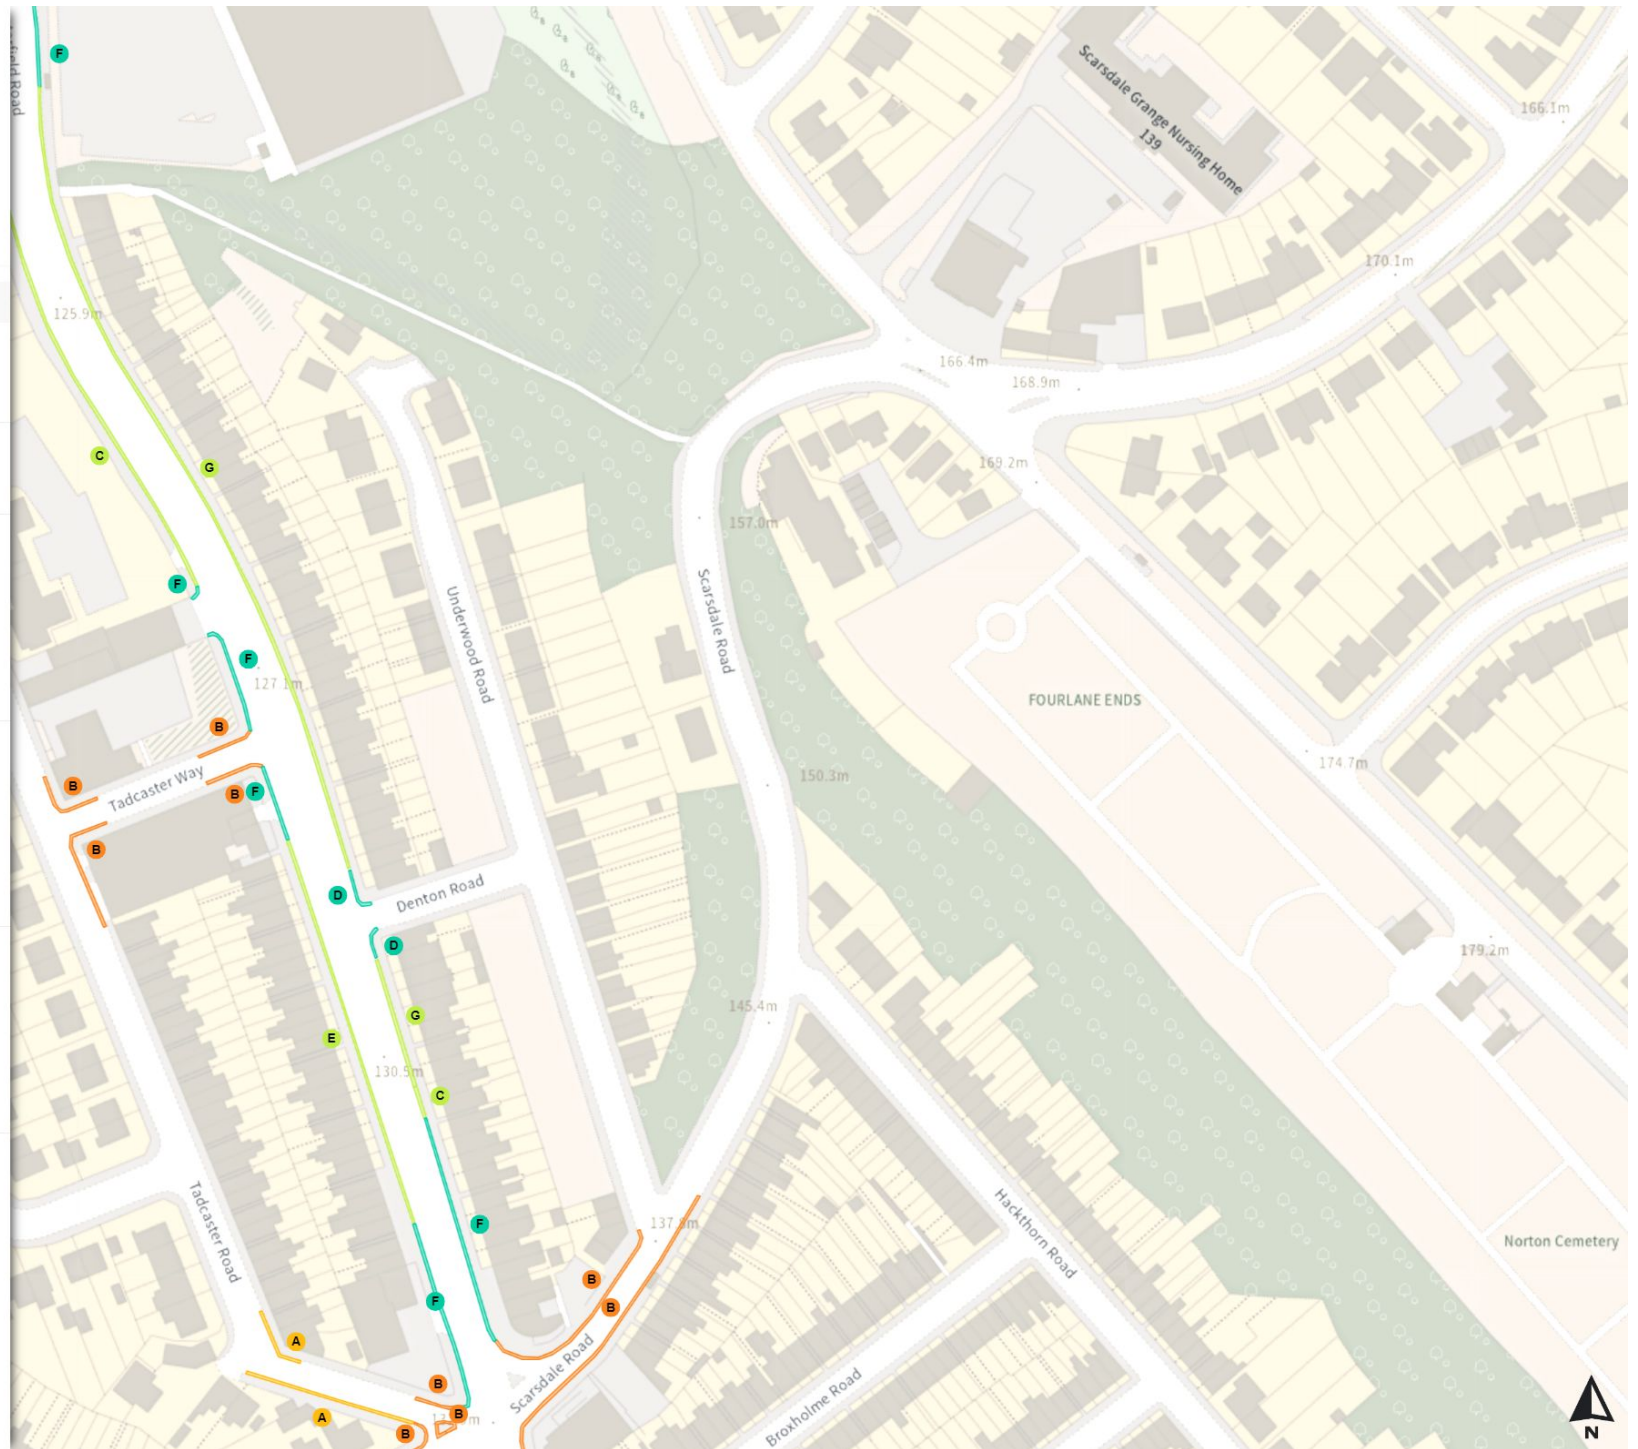 F
Scarsdale Grange Nursing Home
139
166.1m
170.1m
125.9m
166.4m
168.9m
C
G
169.2m
157.0m
F
Underwood Road
Scarsdale Road
F
127.1m
FOURLANE ENDS
B
B
Tadcaster Way
B
F
150.3m
174.7m
B
D
Denton Road
D
179.2m
G
145.4m
E
130.5m
C
Tadcaster Road
F
137.8m
Hackthorn Road
Norton Cemetery
B
F
B
A
Scarsdale Road
B
A
B
B
Broxholme Road
N